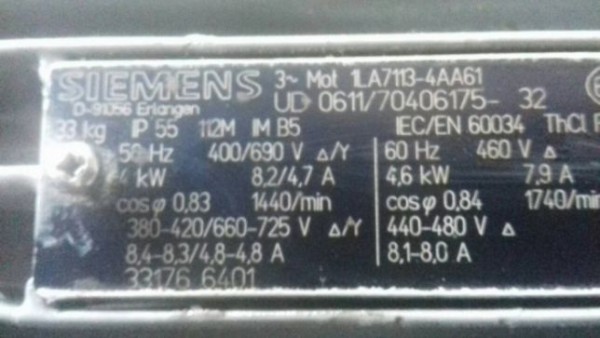 SIEMENS 3~ Mot 1LA7113-4AA61
D-91056 Erlangen UD 0611/70406175- 32
33 kg IP 55 112M IM B5 IEC/EN 60034 ThCl
50 Hz 400/690 V △/Y 60 Hz 460 V △
4 kW 8,2/4,7 A 4,6 kW 7,9 A
cosφ 0,83 1440/min cosφ 0,84 1740/min
380-420/660-725 V △/Y 440-480 V △
8,4-8,3/4,8-4,8 A 8,1-8,0 A
33176 6401